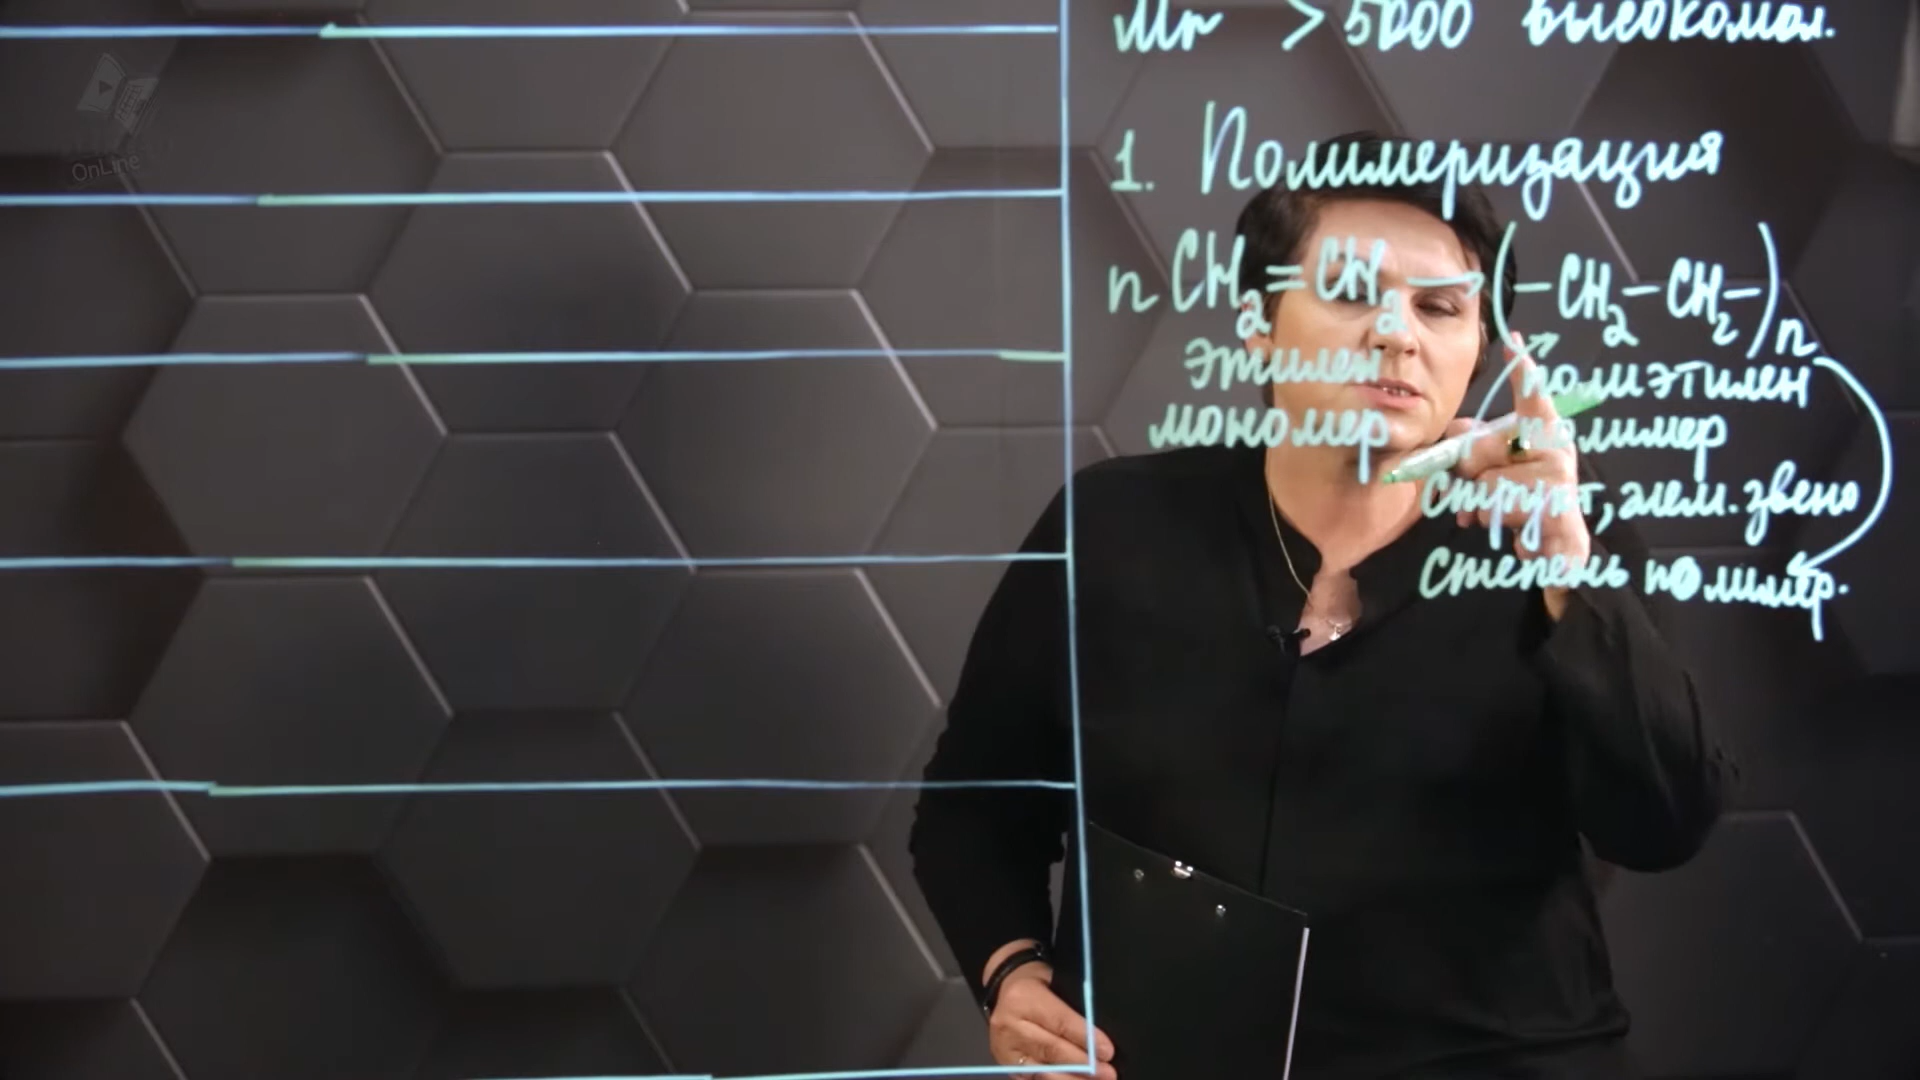 OnLine
Mr > 5000 высокомол.
1. Полимеризация
n CH2=CH2 → (-CH2-CH2-)n
этилен полиэтилен
мономер полимер
структ, элем. звено
степень полимер.